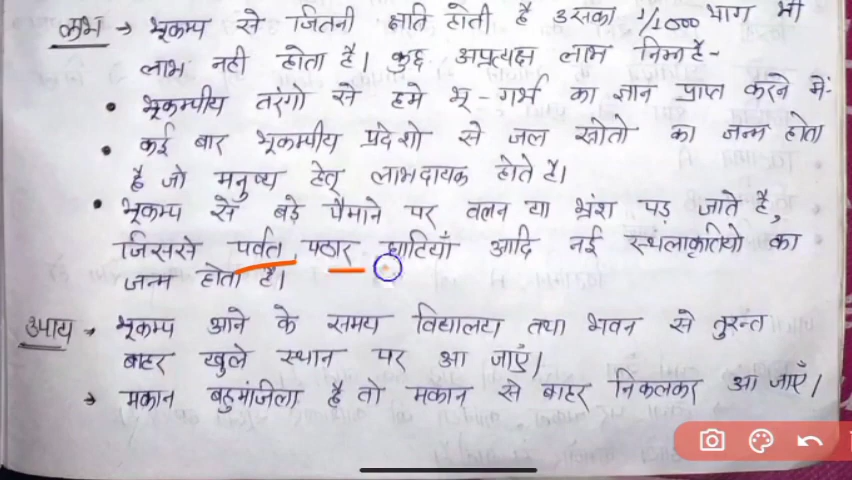 लाभ → भूकम्प से जितनी क्षति होती है उसका 1/10000 भाग भी
लाभ नही होता है। कुछ अप्रत्यक्ष लाभ निम्न है-
• भूकम्पीय तरंगो से हमे भू-गर्भ का ज्ञान प्राप्त करने में
• कई बार भूकम्पीय प्रदेशो से जल स्रोतो का जन्म होता
है जो मनुष्य हेतू लाभदायक होते है।
• भूकम्प से बड़े पैमाने पर वलन या भ्रंश पड़ जाते है,
जिससे पर्वत, पठार घाटियाँ आदि नई स्थलाकृतियो का
जन्म होता है।
उपाय → भूकम्प आने के समय विद्यालय तथा भवन से तुरन्त
बाहर खुले स्थान पर आ जाएँ।
→ मकान बहुमंजिला है तो मकान से बाहर निकलकर आ जाएँ।